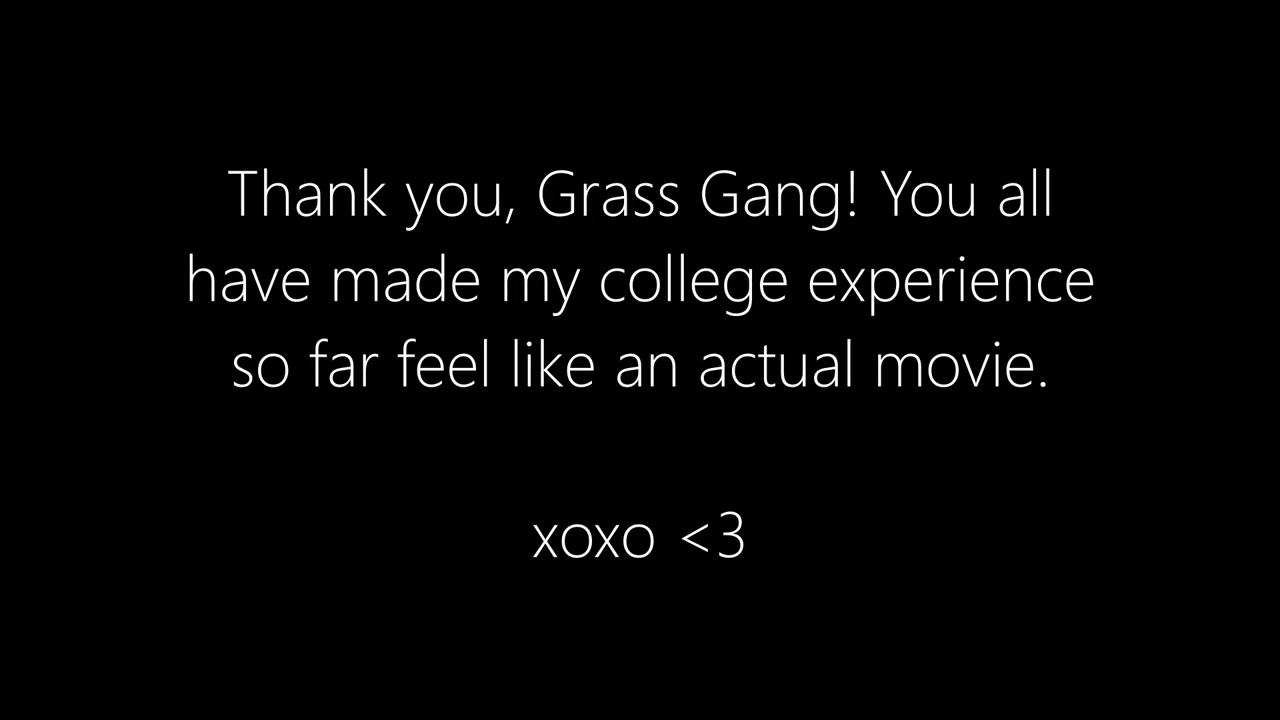 Thank you, Grass Gang! You all
have made my college experience
so far feel like an actual movie.
xoxo <3